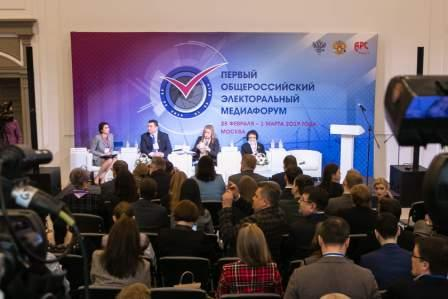 ПЕРВЫЙ
ОБЩЕРОССИЙСКИЙ
ЭЛЕКТОРАЛЬНЫЙ
МЕДИАФОРУМ
28 ФЕВРАЛЯ – 1 МАРТА 2019 ГОДА
МОСКВА